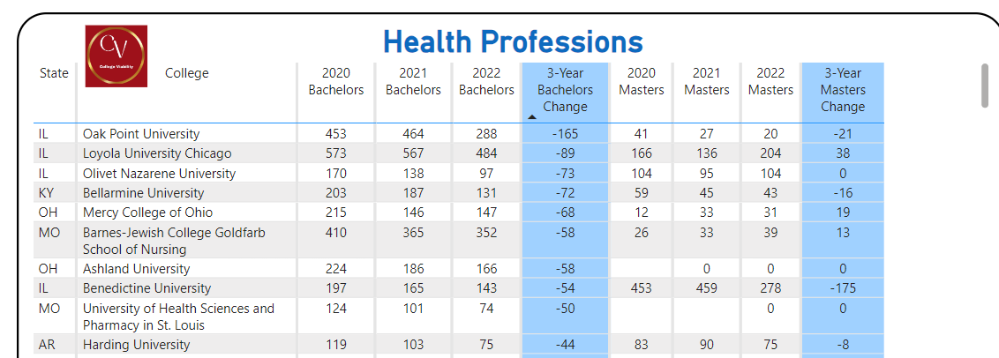 Health Professions
CV
College Viability
State College 2020 Bachelors 2021 Bachelors 2022 Bachelors 3-Year Bachelors Change 2020 Masters 2021 Masters 2022 Masters 3-Year Masters Change
IL Oak Point University 453 464 288 -165 41 27 20 -21
IL Loyola University Chicago 573 567 484 -89 166 136 204 38
IL Olivet Nazarene University 170 138 97 -73 104 95 104 0
KY Bellarmine University 203 187 131 -72 59 45 43 -16
OH Mercy College of Ohio 215 146 147 -68 12 33 31 19
MO Barnes-Jewish College Goldfarb 410 365 352 -58 26 33 39 13
School of Nursing
OH Ashland University 224 186 166 -58 0 0 0
IL Benedictine University 197 165 143 -54 453 459 278 -175
MO University of Health Sciences and 124 101 74 -50 0 0
Pharmacy in St. Louis
AR Harding University 119 103 75 -44 83 90 75 -8